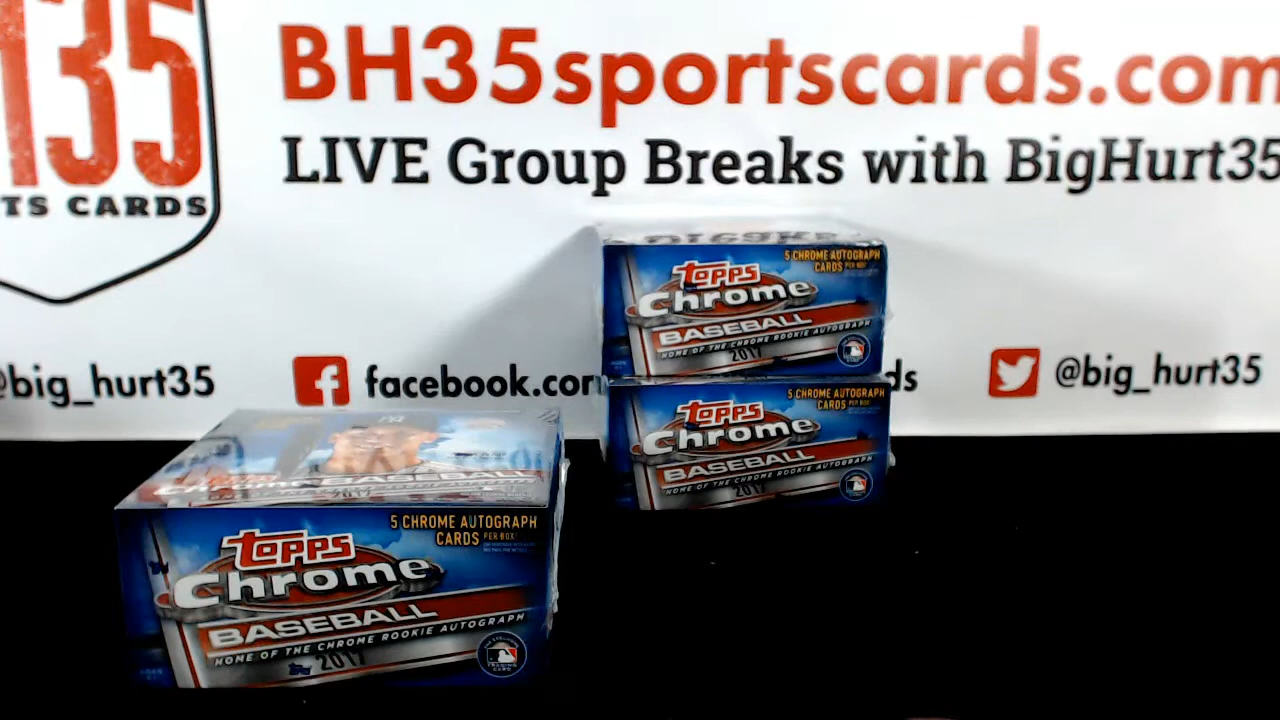 135
TS CARDS
BH35sportscards.com
LIVE Group Breaks with BigHurt35
@big_hurt35
f
facebook.com
ds
@big_hurt35
5 CHROME AUTOGRAPH
CARDS PER BOX
TOPPS
Chrome
BASEBALL
HOME OF THE CHROME ROOKIE AUTOGRAPH
2017
5 CHROME AUTOGRAPH
CARDS PER BOX
TOPPS
Chrome
BASEBALL
HOME OF THE CHROME ROOKIE AUTOGRAPH
2017
Chrome BASEBALL
2017
5 CHROME AUTOGRAPH
CARDS PER BOX
TOPPS
Chrome
BASEBALL
HOME OF THE CHROME ROOKIE AUTOGRAPH
2017